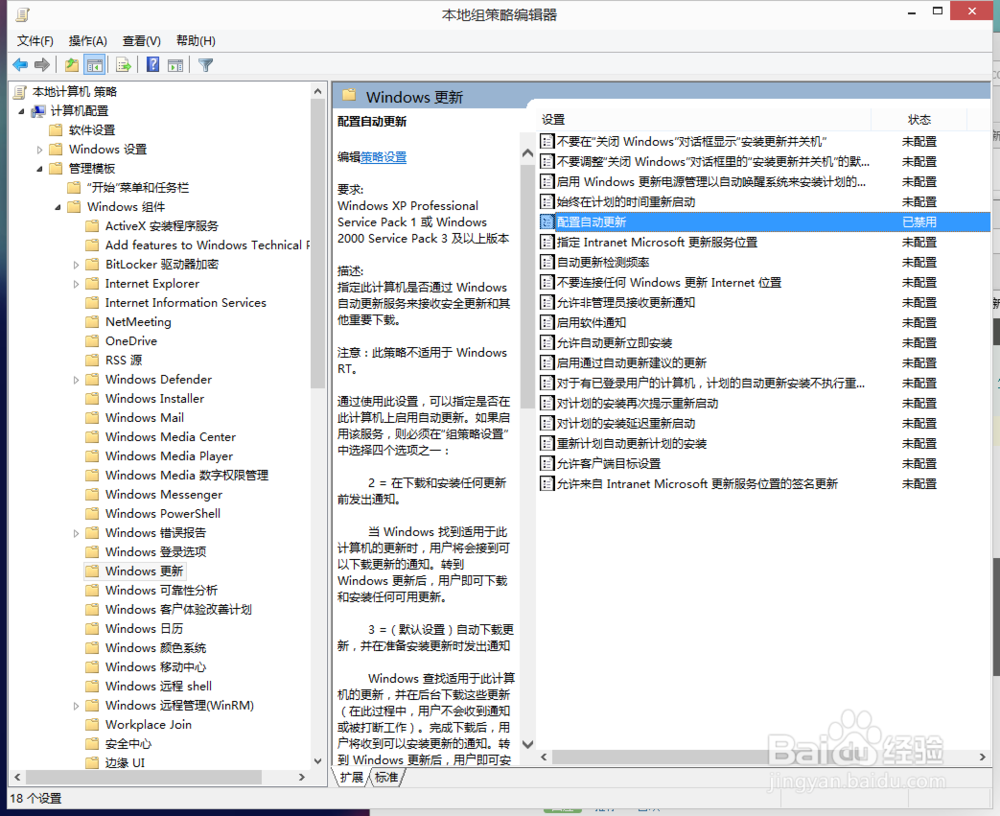 本地组策略编辑器
文件(F) 操作(A) 查看(V) 帮助(H)
本地计算机 策略
计算机配置
软件设置
Windows 设置
管理模板
“开始”菜单和任务栏
Windows 组件
ActiveX 安装程序服务
Add features to Windows Technical P
BitLocker 驱动器加密
Internet Explorer
Internet Information Services
NetMeeting
OneDrive
RSS 源
Windows Defender
Windows Installer
Windows Mail
Windows Media Center
Windows Media Player
Windows Media 数字权限管理
Windows Messenger
Windows PowerShell
Windows 错误报告
Windows 登录选项
Windows 更新
Windows 可靠性分析
Windows 客户体验改善计划
Windows 日历
Windows 颜色系统
Windows 移动中心
Windows 远程 shell
Windows 远程管理(WinRM)
Workplace Join
安全中心
边缘 UI
Windows 更新
配置自动更新
编辑策略设置
要求:
Windows XP Professional
Service Pack 1 或 Windows
2000 Service Pack 3 及以上版本
描述:
指定此计算机是否通过 Windows
自动更新服务来接收安全更新和其
他重要下载。
注意：此策略不适用于 Windows
RT。
通过使用此设置，可以指定是否在
此计算机上启用自动更新。如果启
用该服务，则必须在“组策略设置”
中选择四个选项之一：
2 = 在下载和安装任何更新
前发出通知。
当 Windows 找到适用于此
计算机的更新时，用户将会接到可
以下载更新的通知。转到
Windows 更新后，用户即可下载
和安装任何可用更新。
3 =（默认设置）自动下载更
新，并在准备安装更新时发出通知
Windows 查找适用于此计算
机的更新，并在后台下载这些更新
（在此过程中，用户不会收到通知
或被打断工作）。完成下载后，用
户将收到可以安装更新的通知。转
到 Windows 更新后，用户即可安
设置 状态
不要在“关闭 Windows”对话框显示“安装更新并关机” 未配置
不要调整“关闭 Windows”对话框里的“安装更新并关机”的默... 未配置
启用 Windows 更新电源管理以自动唤醒系统来安装计划的... 未配置
始终在计划的时间重新启动 未配置
配置自动更新 已禁用
指定 Intranet Microsoft 更新服务位置 未配置
自动更新检测频率 未配置
不要连接任何 Windows 更新 Internet 位置 未配置
允许非管理员接收更新通知 未配置
启用软件通知 未配置
允许自动更新立即安装 未配置
启用通过自动更新建议的更新 未配置
对于有已登录用户的计算机，计划的自动更新安装不执行重... 未配置
对计划的安装再次提示重新启动 未配置
对计划的安装延迟重新启动 未配置
重新计划自动更新计划的安装 未配置
允许客户端目标设置 未配置
允许来自 Intranet Microsoft 更新服务位置的签名更新 未配置
扩展 标准
18 个设置
Baidu 经验
jingyan.baidu.com